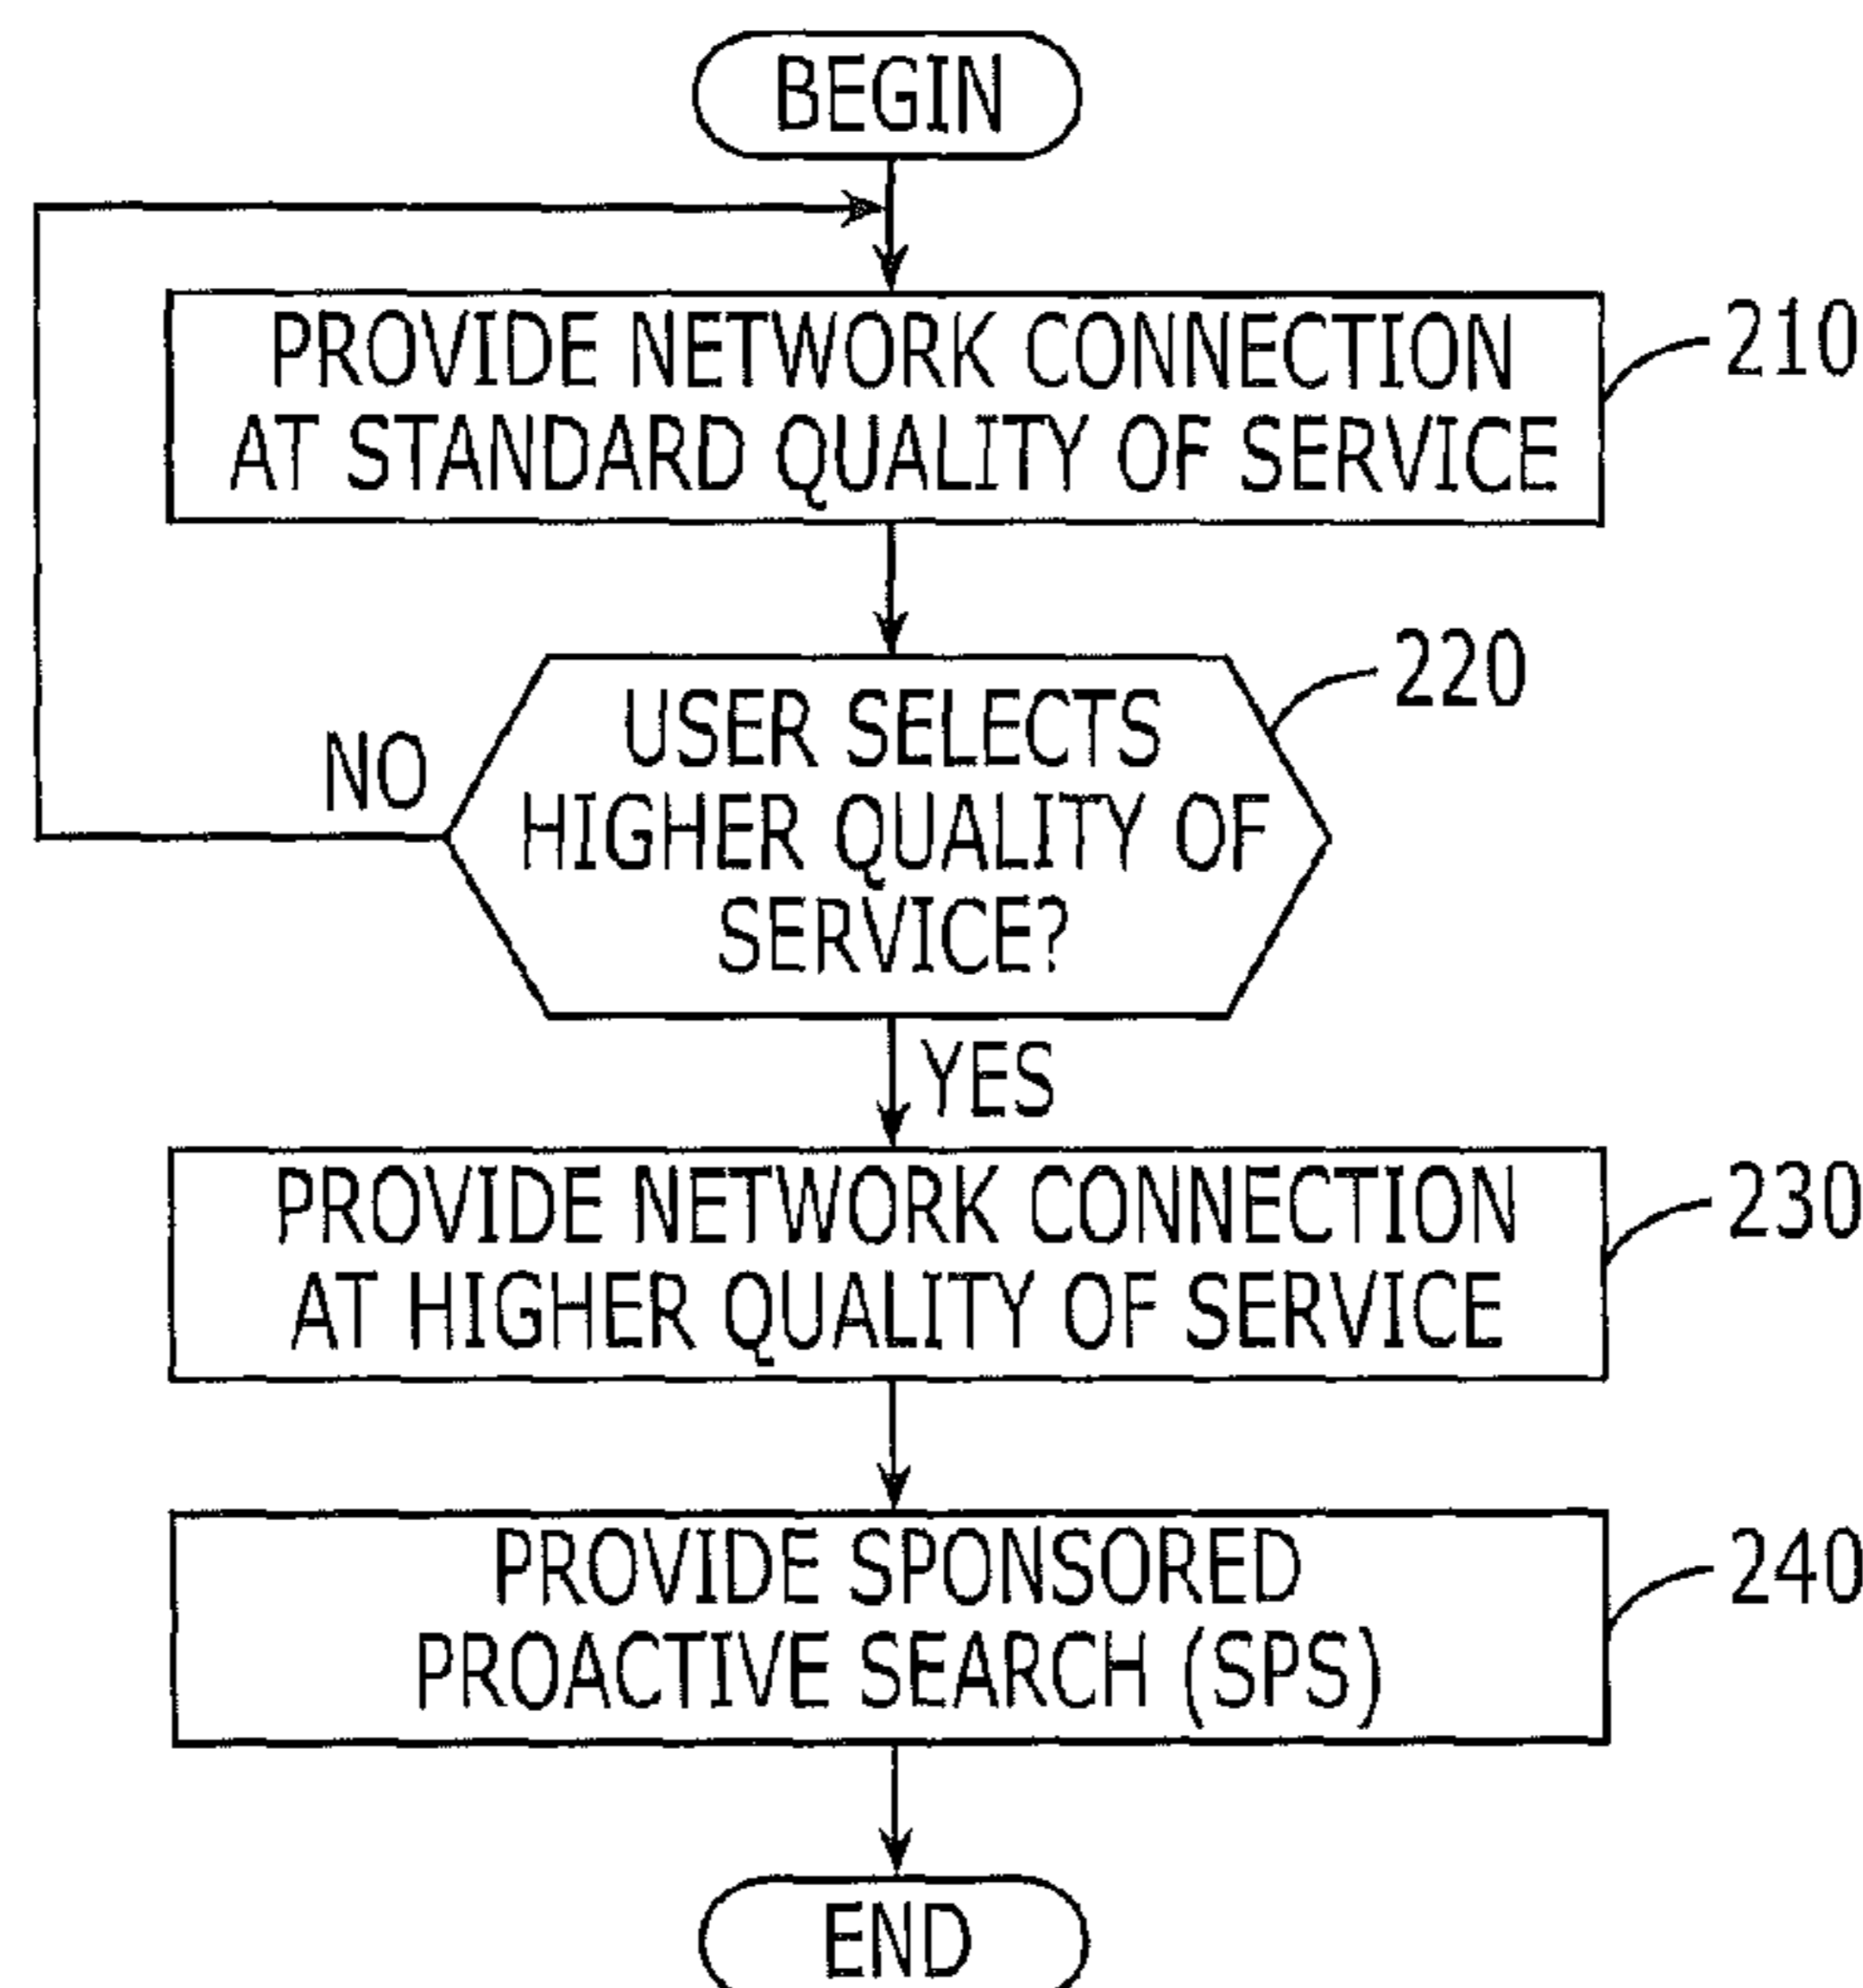 BEGIN
PROVIDE NETWORK CONNECTION
AT STANDARD QUALITY OF SERVICE
210
USER SELECTS
HIGHER QUALITY OF
SERVICE?
220
NO
YES
PROVIDE NETWORK CONNECTION
AT HIGHER QUALITY OF SERVICE
230
PROVIDE SPONSORED
PROACTIVE SEARCH (SPS)
240
END